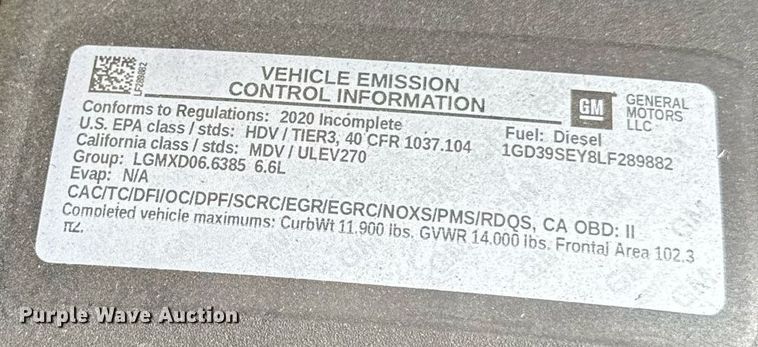 LF289882
VEHICLE EMISSION
CONTROL INFORMATION
GM
GENERAL
MOTORS
LLC
Conforms to Regulations: 2020 Incomplete
U.S. EPA class / stds: HDV / TIER3, 40 CFR 1037.104
California class / stds: MDV / ULEV270
Group: LGMXD06.6385 6.6L
Evap: N/A
Fuel: Diesel
1GD39SEY8LF289882
CAC/TC/DFI/OC/DPF/SCRC/EGR/EGRC/NOXS/PMS/RDQS, CA OBD: II
Completed vehicle maximums: CurbWt 11,900 lbs. GVWR 14,000 lbs. Frontal Area 102.3
ft2.
Purple Wave Auction